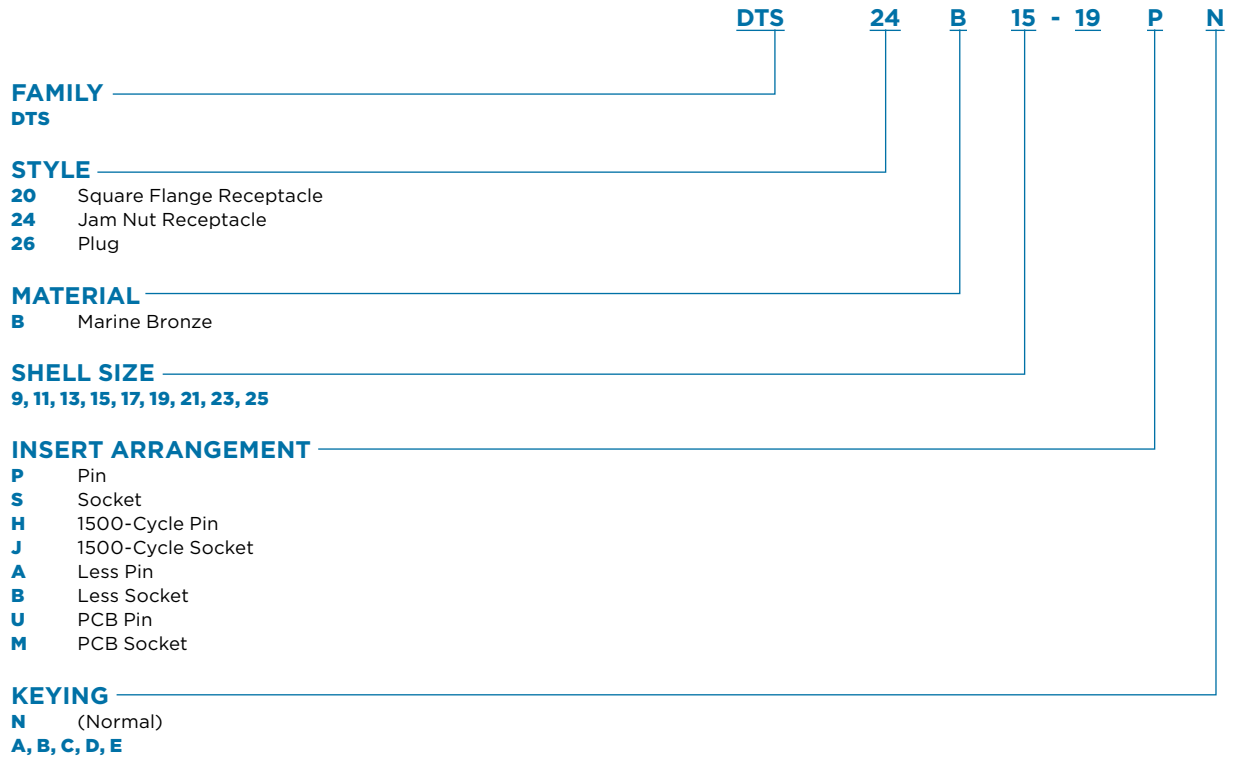 DTS 24 B 15 - 19 P N
FAMILY
DTS
STYLE
20 Square Flange Receptacle
24 Jam Nut Receptacle
26 Plug
MATERIAL
B Marine Bronze
SHELL SIZE
9, 11, 13, 15, 17, 19, 21, 23, 25
INSERT ARRANGEMENT
P Pin
S Socket
H 1500-Cycle Pin
J 1500-Cycle Socket
A Less Pin
B Less Socket
U PCB Pin
M PCB Socket
KEYING
N (Normal)
A, B, C, D, E